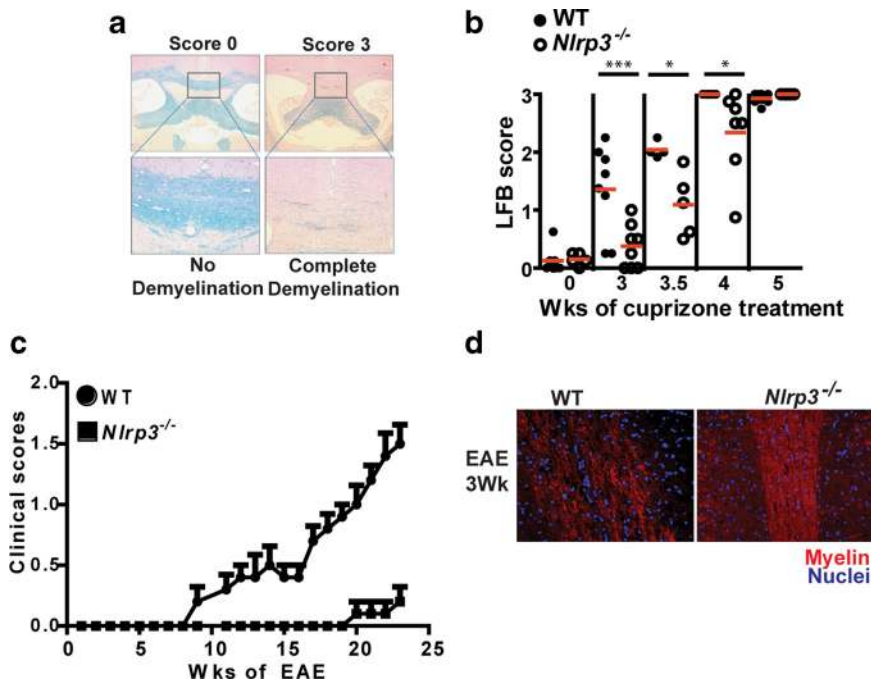 a
Score 0
Score 3
No
Demyelination
Complete
Demyelination
b
WT
Nlrp3-/-
***
*
*
LFB score
3
2
1
0
0 3 3.5 4 5
Wks of cuprizone treatment
c
WT
Nlrp3-/-
Clinical scores
2.0
1.5
1.0
0.5
0.0
0 5 10 15 20 25
Wks of EAE
d
WT
Nlrp3-/-
EAE
3Wk
Myelin
Nuclei